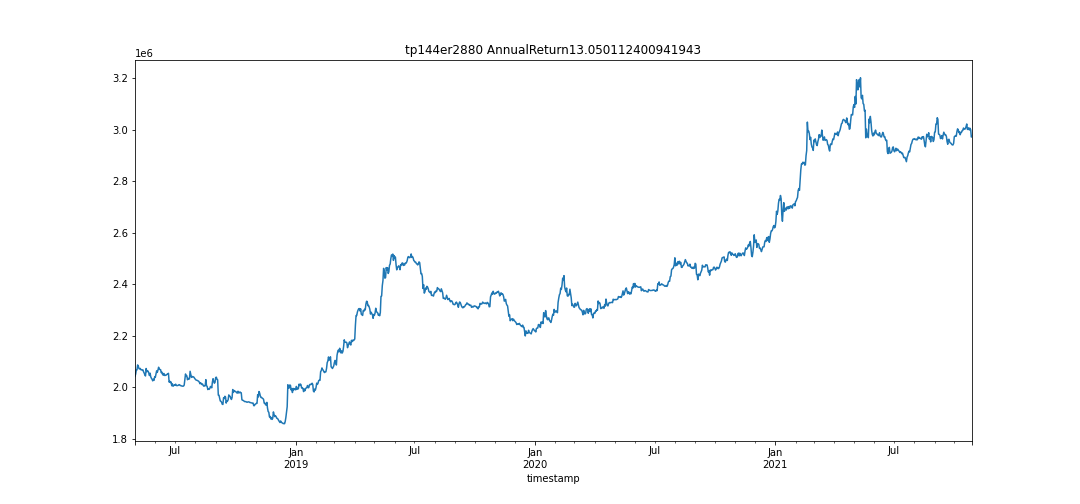 tp144er2880 AnnualReturn13.050112400941943
1e6
3.2
3.0
2.8
2.6
2.4
2.2
2.0
1.8
Jul
Jan
2019
Jul
Jan
2020
Jul
Jan
2021
Jul
timestamp